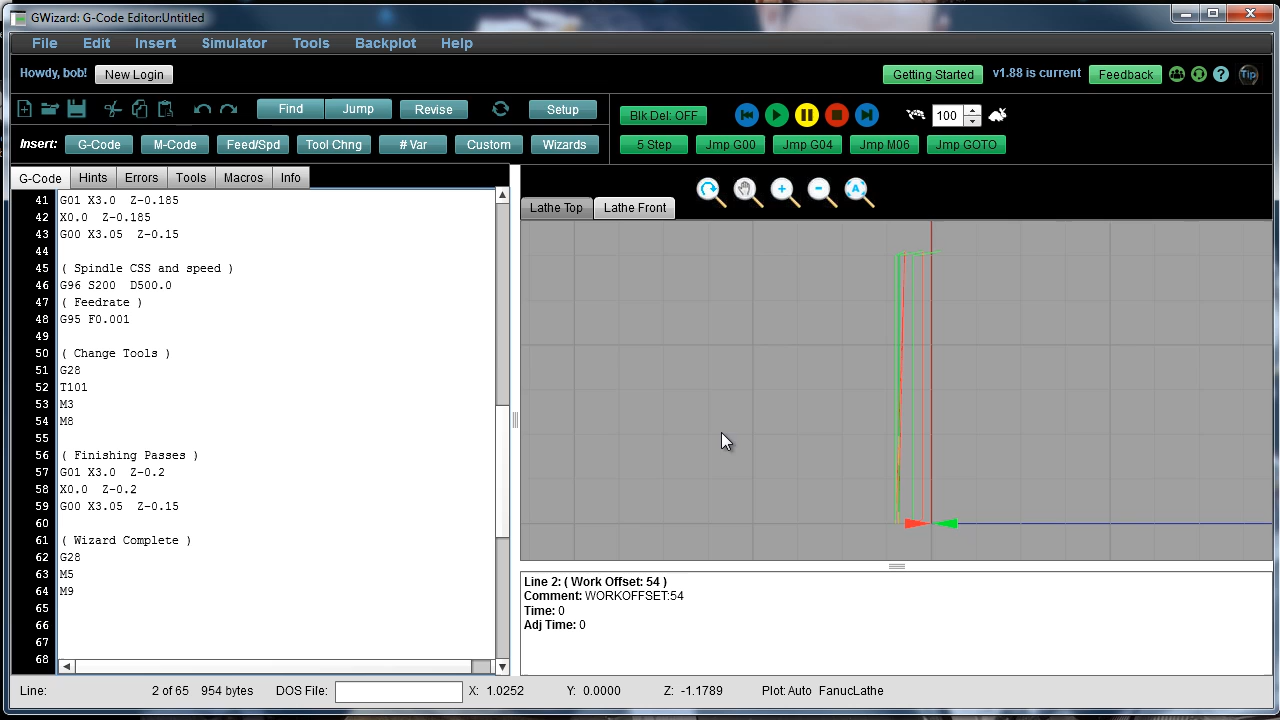 GWizard: G-Code Editor:Untitled
File Edit Insert Simulator Tools Backplot Help
Howdy, bob! New Login Getting Started v1.88 is current Feedback Tip
Find Jump Revise Setup Blk Del: OFF 100
Insert: G-Code M-Code Feed/Spd Tool Chng # Var Custom Wizards 5 Step Jmp G00 Jmp G04 Jmp M06 Jmp GOTO
G-Code Hints Errors Tools Macros Info
Lathe Top Lathe Front
41 G01 X3.0 Z-0.185
42 X0.0 Z-0.185
43 G00 X3.05 Z-0.15
44
45 ( Spindle CSS and speed )
46 G96 S200 D500.0
47 ( Feedrate )
48 G95 F0.001
49
50 ( Change Tools )
51 G28
52 T101
53 M3
54 M8
55
56 ( Finishing Passes )
57 G01 X3.0 Z-0.2
58 X0.0 Z-0.2
59 G00 X3.05 Z-0.15
60
61 ( Wizard Complete )
62 G28
63 M5
64 M9
65
66
67
68
Line 2: ( Work Offset: 54 )
Comment: WORKOFFSET:54
Time: 0
Adj Time: 0
Line: 2 of 65 954 bytes DOS File: X: 1.0252 Y: 0.0000 Z: -1.1789 Plot: Auto FanucLathe